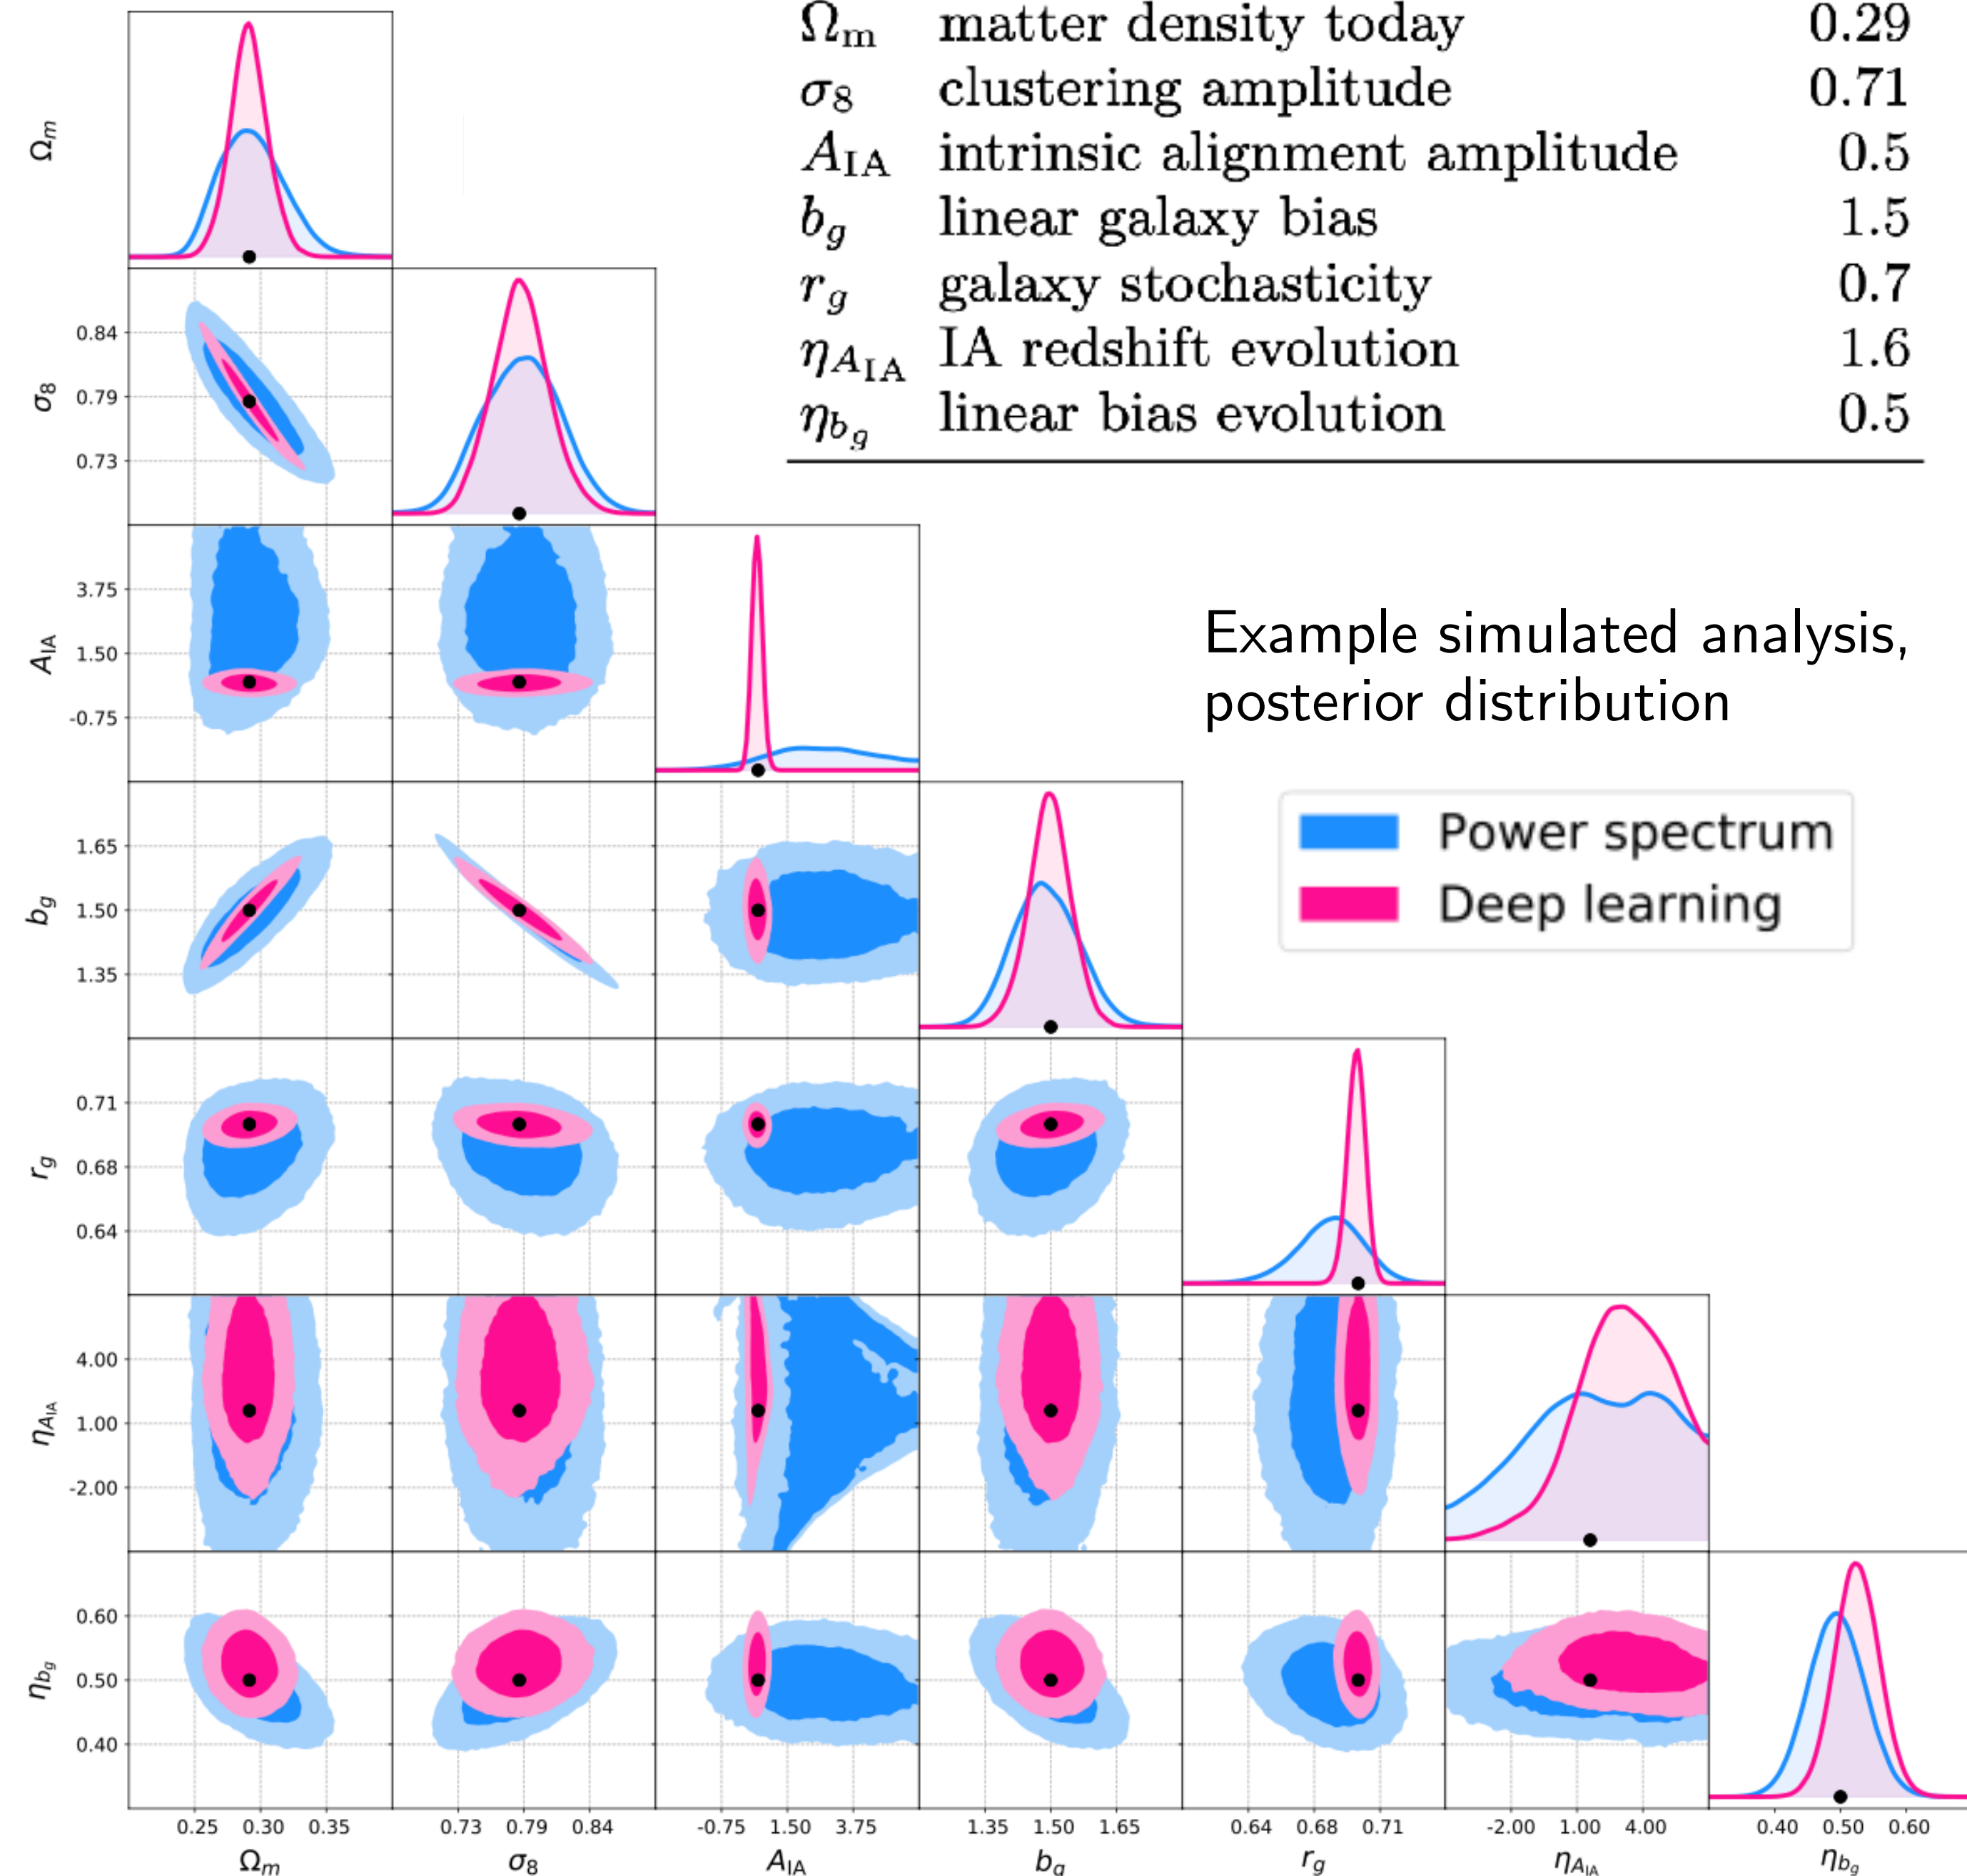 Ωm matter density today 0.29
σ8 clustering amplitude 0.71
AIA intrinsic alignment amplitude 0.5
bg linear galaxy bias 1.5
rg galaxy stochasticity 0.7
ηAIA IA redshift evolution 1.6
ηbg linear bias evolution 0.5
Example simulated analysis,
posterior distribution
Power spectrum
Deep learning
Ωm
σ8
0.84
0.79
0.73
AIA
3.75
1.50
-0.75
bg
1.65
1.50
1.35
rg
0.71
0.68
0.64
ηAIA
4.00
1.00
-2.00
ηbg
0.60
0.50
0.40
0.25 0.30 0.35 0.73 0.79 0.84 -0.75 1.50 3.75 1.35 1.50 1.65 0.64 0.68 0.71 -2.00 1.00 4.00 0.40 0.50 0.60
Ωm σ8 AIA bg rg ηAIA ηbg